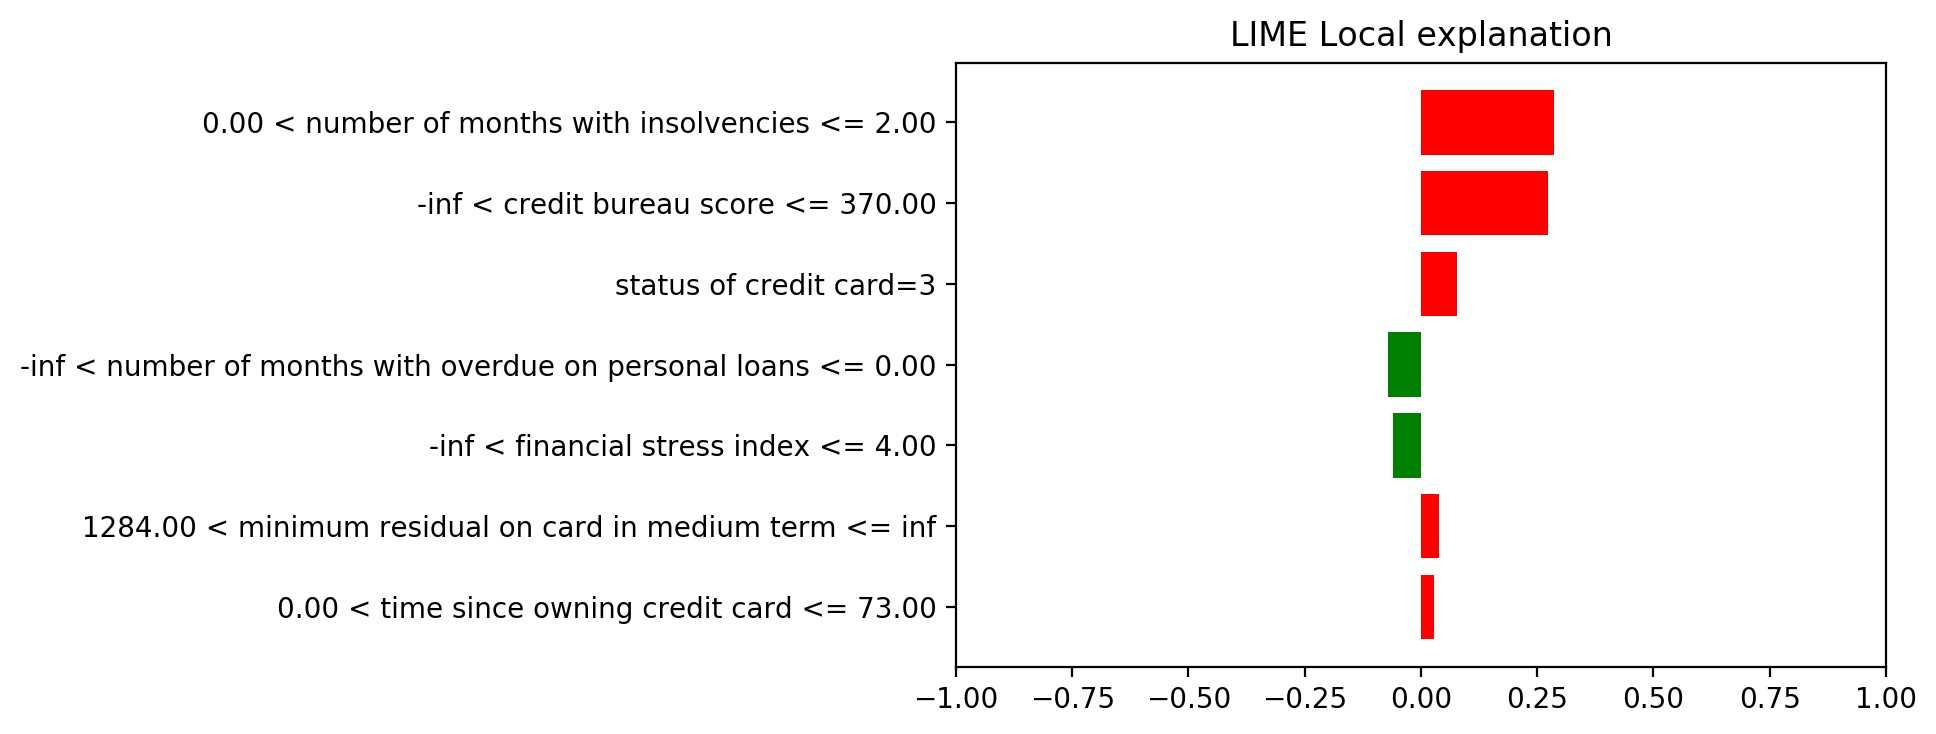 LIME Local explanation
0.00 < number of months with insolvencies <= 2.00
-inf < credit bureau score <= 370.00
status of credit card=3
-inf < number of months with overdue on personal loans <= 0.00
-inf < financial stress index <= 4.00
1284.00 < minimum residual on card in medium term <= inf
0.00 < time since owning credit card <= 73.00
−1.00 −0.75 −0.50 −0.25 0.00 0.25 0.50 0.75 1.00